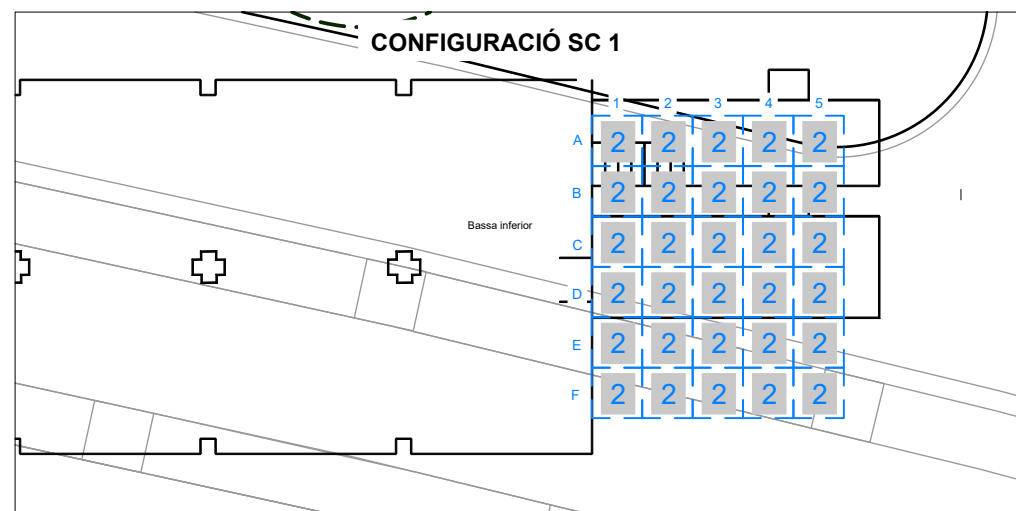 CONFIGURACIÓ SC 1
1 2 3 4 5
A 2 2 2 2 2
B 2 2 2 2 2
Bassa inferior
C 2 2 2 2 2
D 2 2 2 2 2
E 2 2 2 2 2
F 2 2 2 2 2